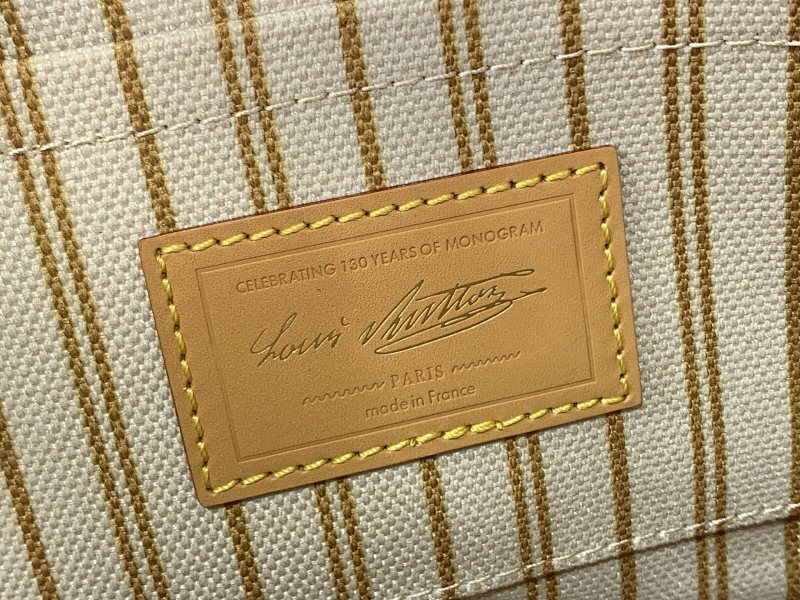 CELEBRATING 130 YEARS OF MONOGRAM
Louis Vuitton
PARIS
made in France